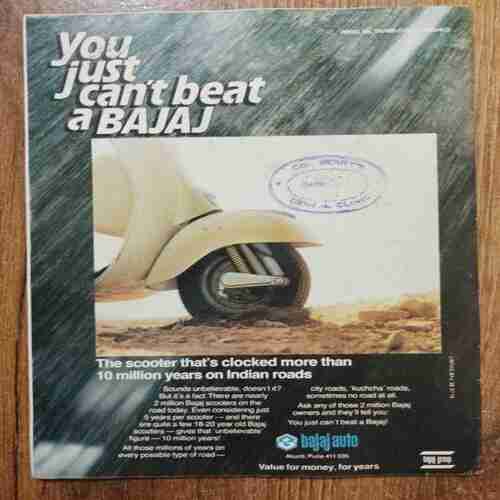 You
just
can't beat
a BAJAJ
The scooter that's clocked more than
10 million years on Indian roads
Sounds unbelievable, doesn't it?
But it's a fact. There are nearly
2 million Bajaj scooters on the
road today. Even considering just
5 years per scooter — and there
are quite a few 18-20 year old Bajaj
scooters — gives that 'unbelievable'
figure — 10 million years!
All those millions of years on
every possible type of road —
city roads, 'kuchcha' roads,
sometimes no road at all.
Ask any of those 2 million Bajaj
owners and they'll tell you:
You just can't beat a Bajaj!
bajaj auto
Akurdi, Pune 411 035
Value for money, for years
bajaj group